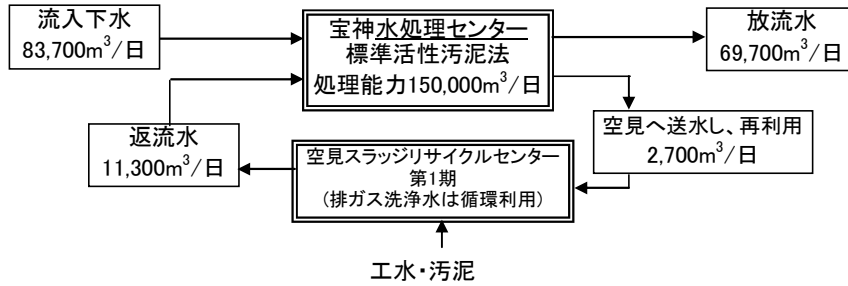 流入下水
83,700m³/日
宝神水処理センター
標準活性汚泥法
処理能力150,000m³/日
放流水
69,700m³/日
返流水
11,300m³/日
空見スラッジリサイクルセンター
第1期
(排ガス洗浄水は循環利用)
空見へ送水し、再利用
2,700m³/日
工水・汚泥